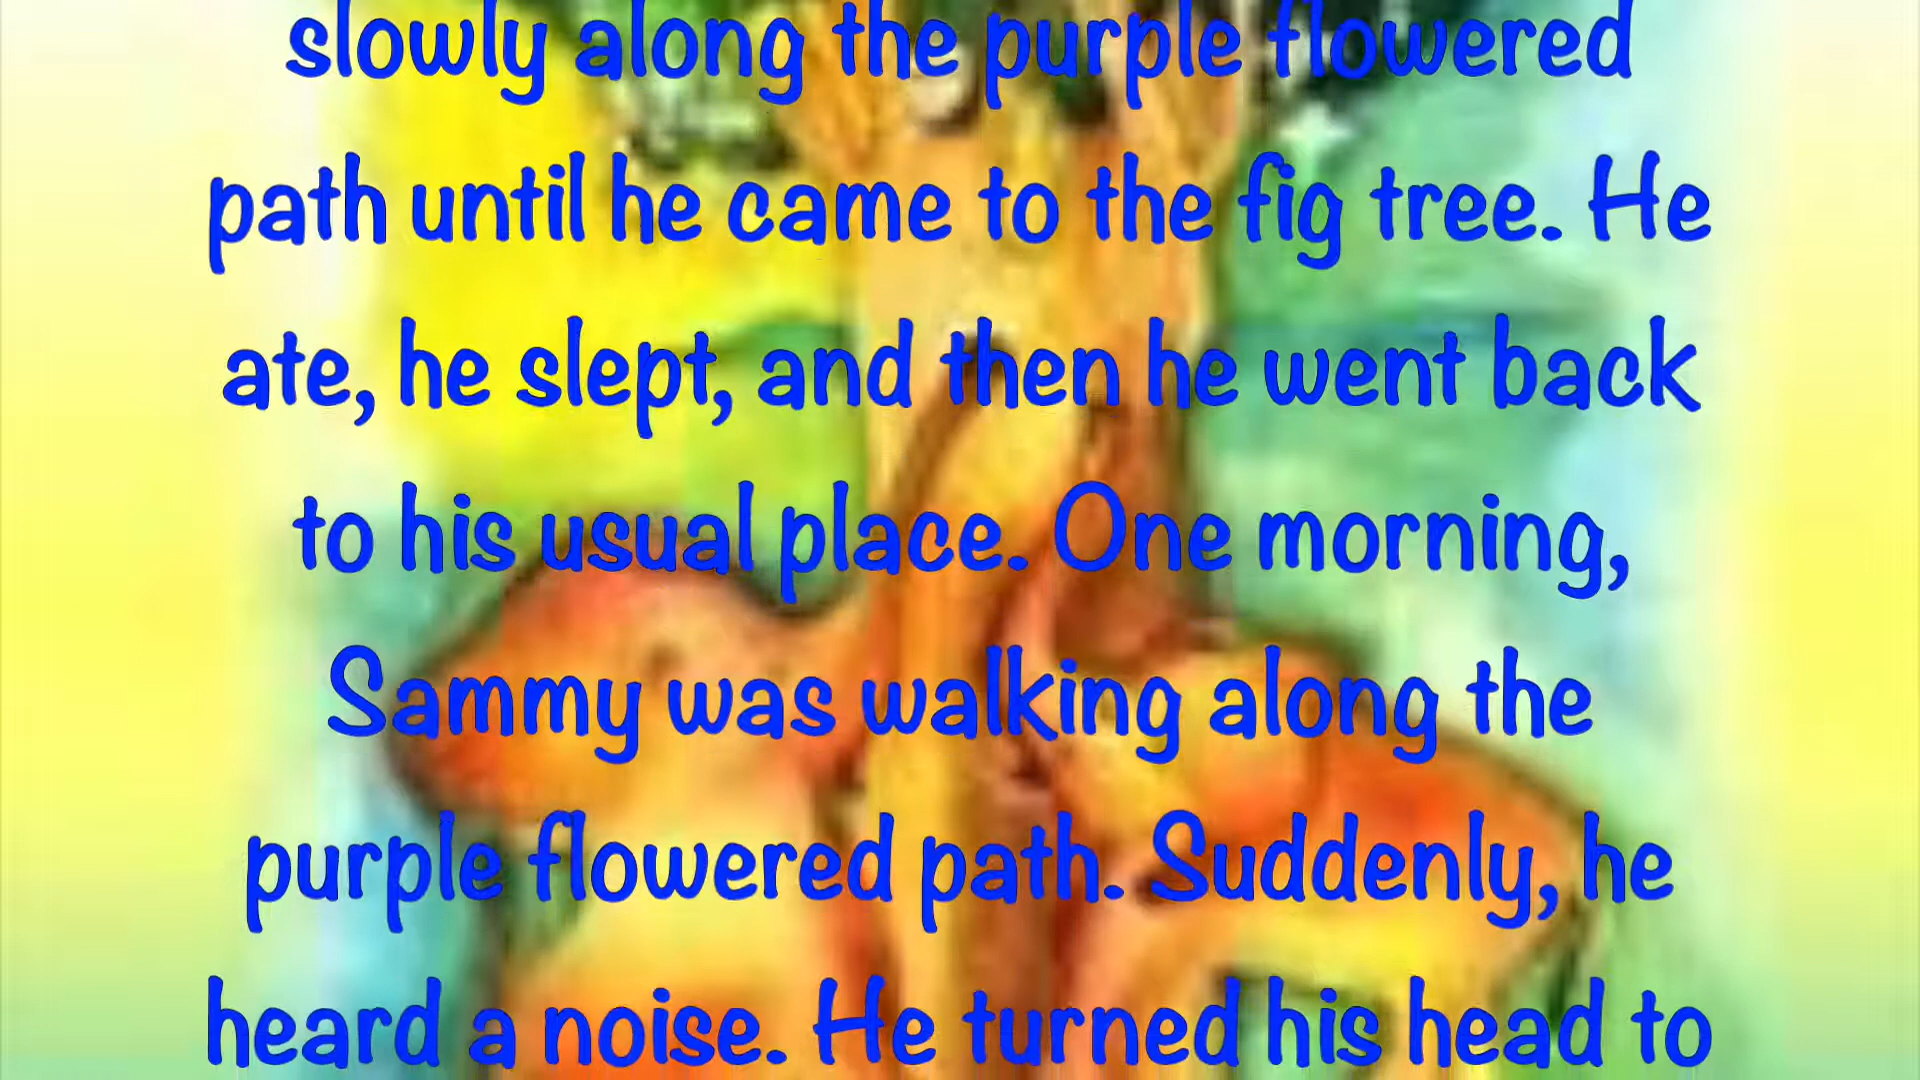 slowly along the purple flowered
path until he came to the fig tree. He
ate, he slept, and then he went back
to his usual place. One morning,
Sammy was walking along the
purple flowered path. Suddenly, he
heard a noise. He turned his head to